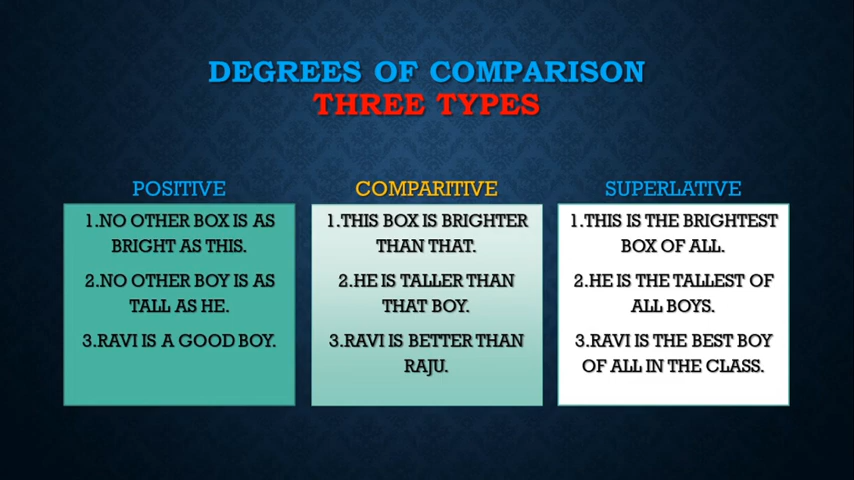 DEGREES OF COMPARISON
THREE TYPES
POSITIVE
1.NO OTHER BOX IS AS
BRIGHT AS THIS.
2.NO OTHER BOY IS AS
TALL AS HE.
3.RAVI IS A GOOD BOY.
COMPARITIVE
1.THIS BOX IS BRIGHTER
THAN THAT.
2.HE IS TALLER THAN
THAT BOY.
3.RAVI IS BETTER THAN
RAJU.
SUPERLATIVE
1.THIS IS THE BRIGHTEST
BOX OF ALL.
2.HE IS THE TALLEST OF
ALL BOYS.
3.RAVI IS THE BEST BOY
OF ALL IN THE CLASS.